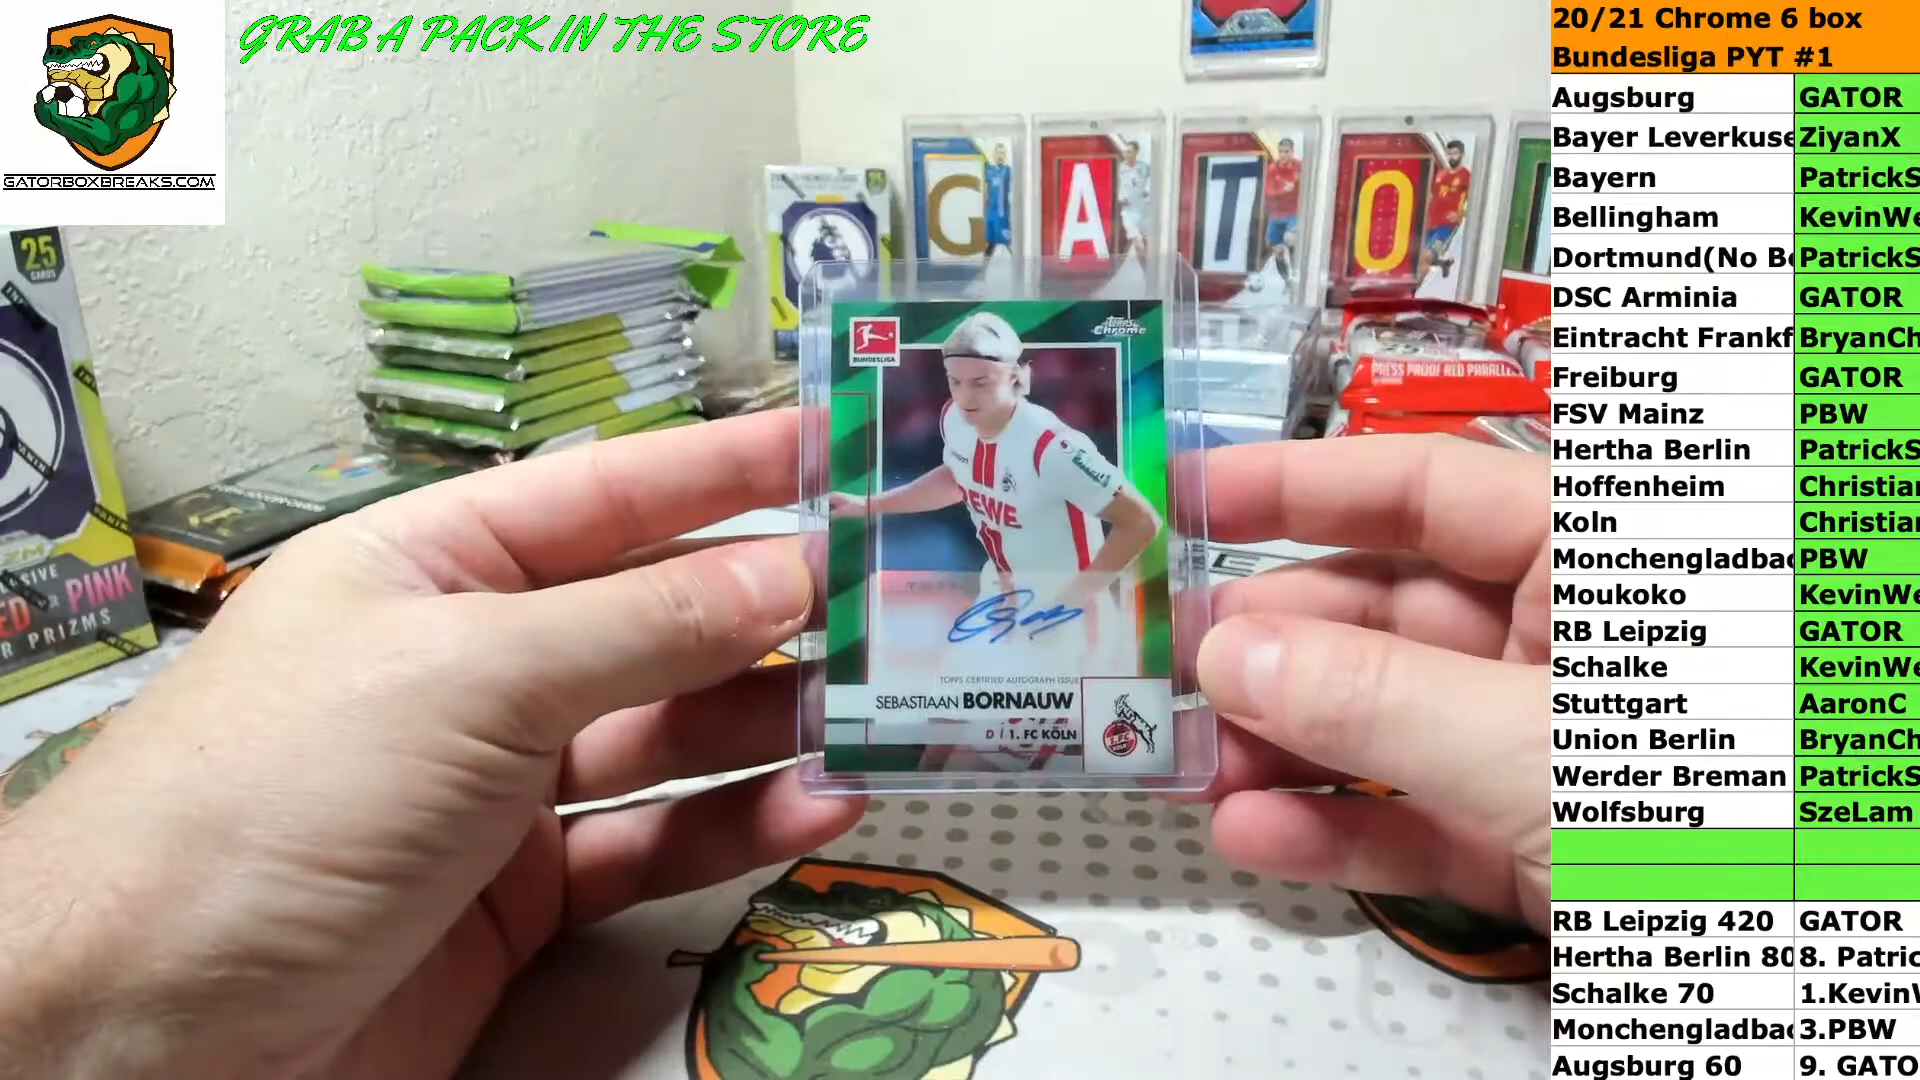 GRAB A PACK IN THE STORE
GATORBOXBREAKS.COM
25
CARDS
PINK
PRIZMS
G
A
T
O
PRESS PROOF RED PARALLEL
BUNDESLIGA
Topps
Chrome
REWE
TOPPS CERTIFIED AUTOGRAPH ISSUE
SEBASTIAAN BORNAUW
D / 1. FC KÖLN
20/21 Chrome 6 box
Bundesliga PYT #1
Augsburg GATOR
Bayer Leverkuse ZiyanX
Bayern PatrickS
Bellingham KevinWe
Dortmund(No Be PatrickS
DSC Arminia GATOR
Eintracht Frankf BryanCh
Freiburg GATOR
FSV Mainz PBW
Hertha Berlin PatrickS
Hoffenheim Christian
Koln Christian
Monchengladbac PBW
Moukoko KevinWe
RB Leipzig GATOR
Schalke KevinWe
Stuttgart AaronC
Union Berlin BryanCh
Werder Breman PatrickS
Wolfsburg SzeLam
RB Leipzig 420 GATOR
Hertha Berlin 80 8. Patric
Schalke 70 1.KevinW
Monchengladbac 3.PBW
Augsburg 60 9. GATO